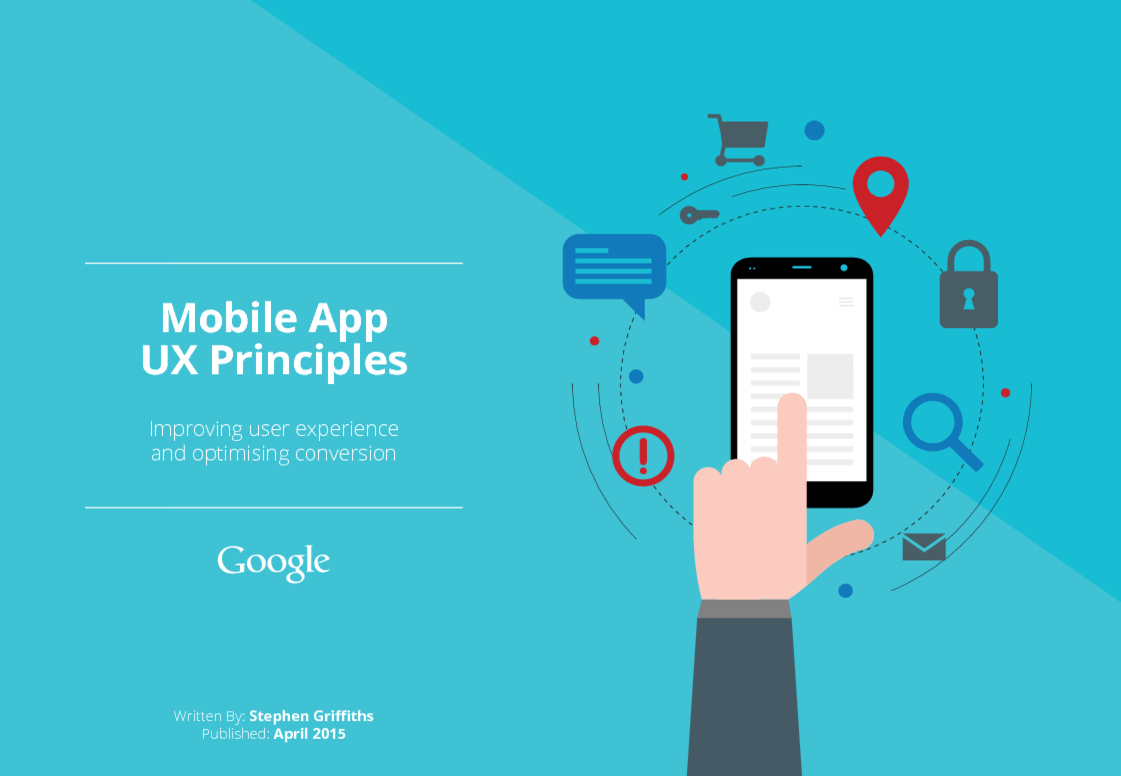 Mobile App
UX Principles
Improving user experience
and optimising conversion
Google
Written By: Stephen Griffiths
Published: April 2015